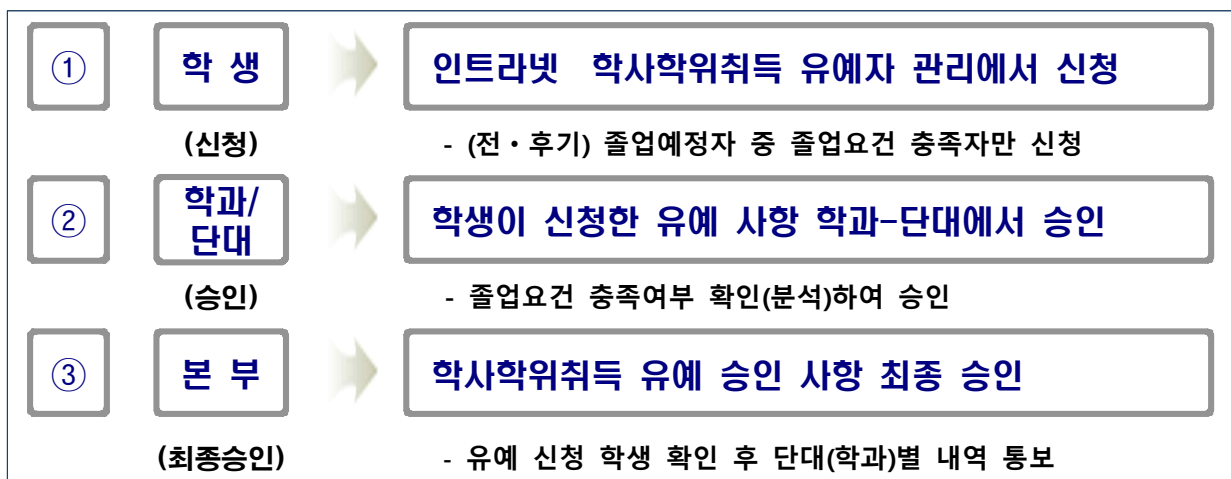 ① 학 생 인트라넷 학사학위취득 유예자 관리에서 신청
(신청) - (전・후기) 졸업예정자 중 졸업요건 충족자만 신청
② 학과/
단대 학생이 신청한 유예 사항 학과-단대에서 승인
(승인) - 졸업요건 충족여부 확인(분석)하여 승인
③ 본 부 학사학위취득 유예 승인 사항 최종 승인
(최종승인) - 유예 신청 학생 확인 후 단대(학과)별 내역 통보